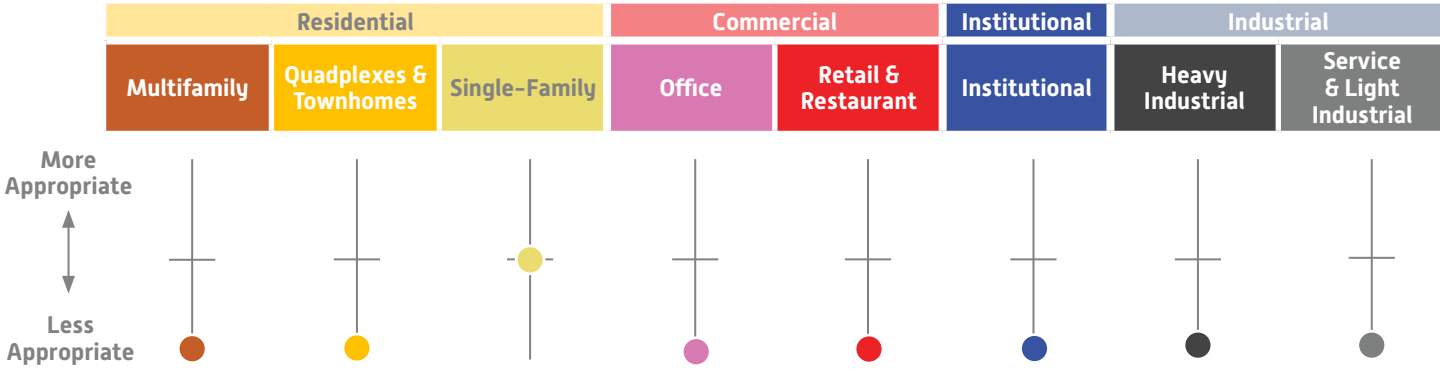 Residential
Commercial
Institutional
Industrial
Multifamily
Quadplexes &
Townhomes
Single-Family
Office
Retail &
Restaurant
Institutional
Heavy
Industrial
Service
& Light
Industrial
More
Appropriate
Less
Appropriate